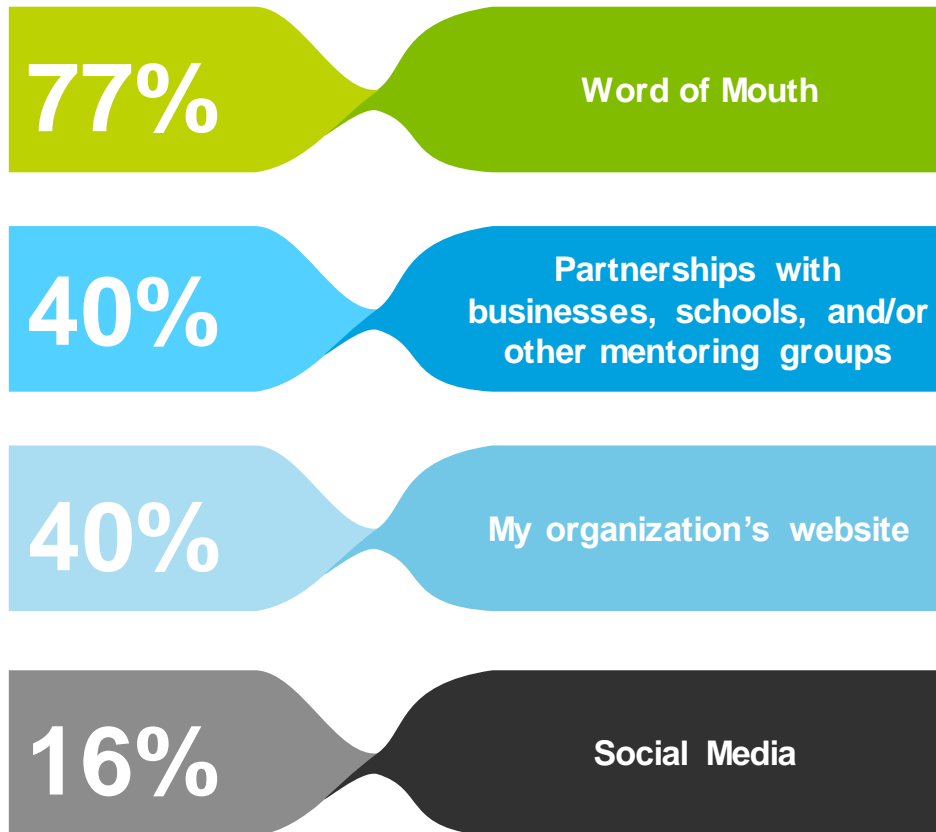 77%
Word of Mouth
40%
Partnerships with
businesses, schools, and/or
other mentoring groups
40%
My organization’s website
16%
Social Media